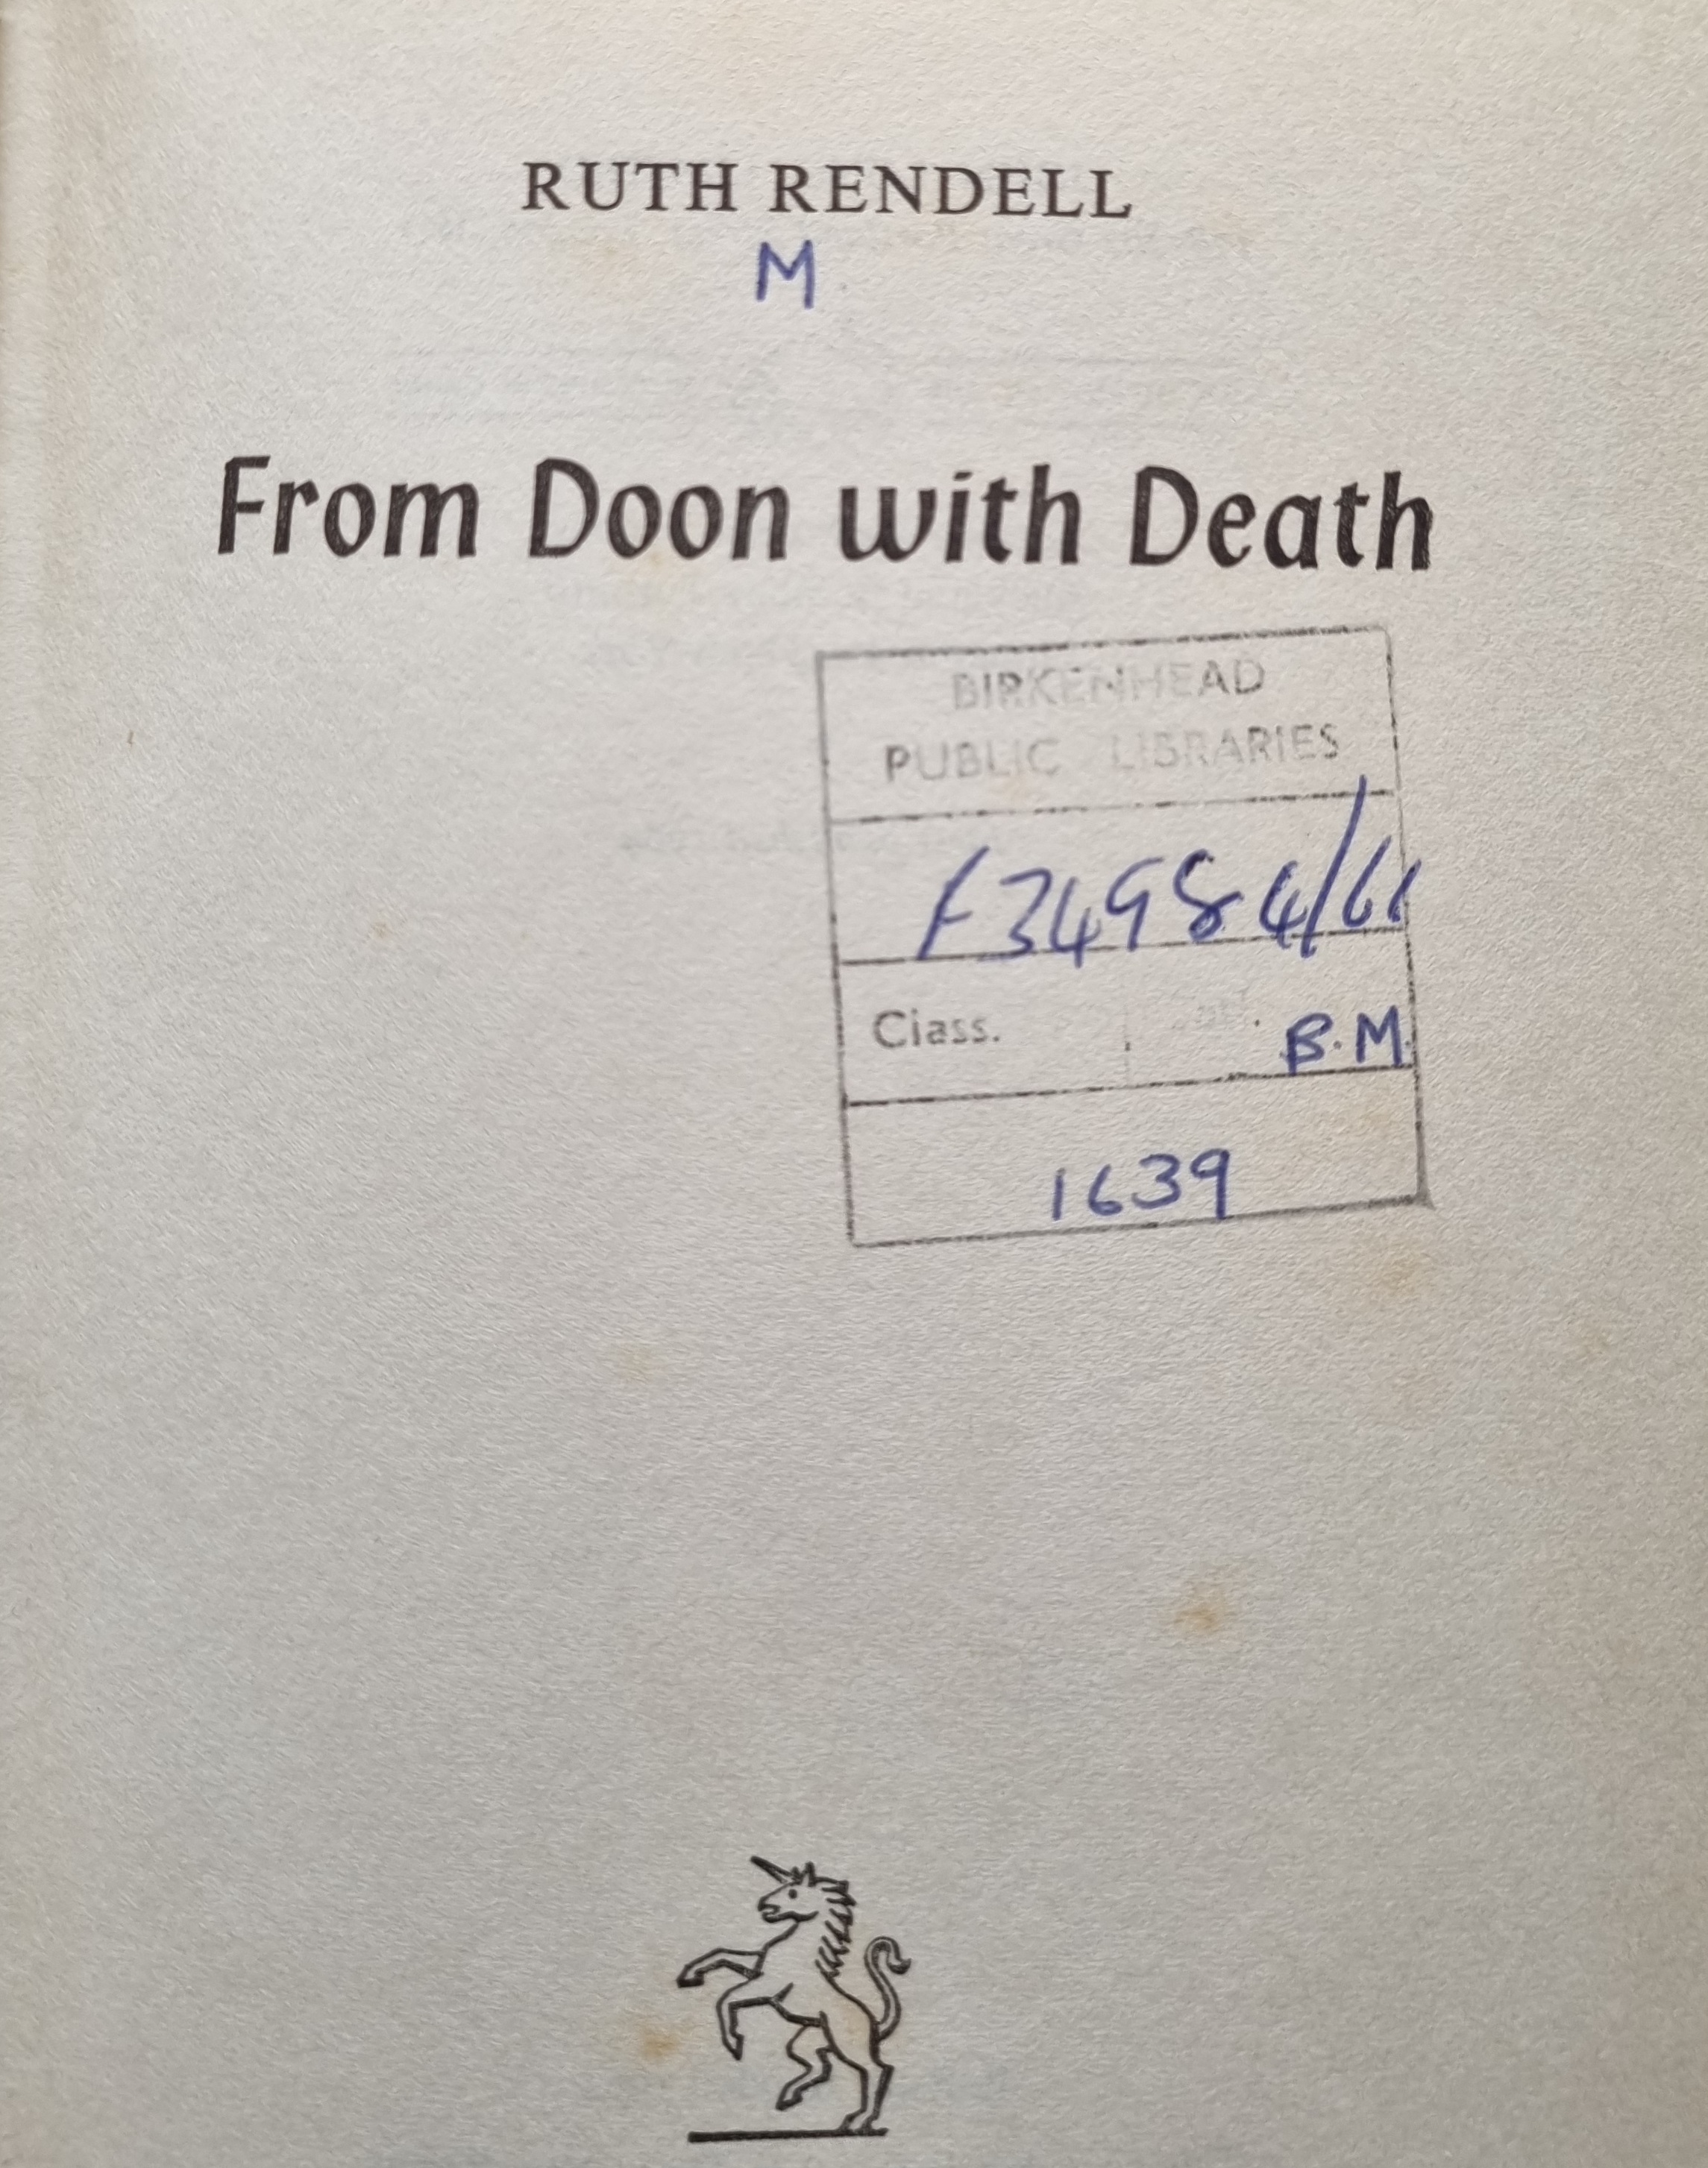 RUTH RENDELL
M
From Doon with Death
BIRKENHEAD
PUBLIC LIBRARIES
F34984/66
Class.
B.M.
1639